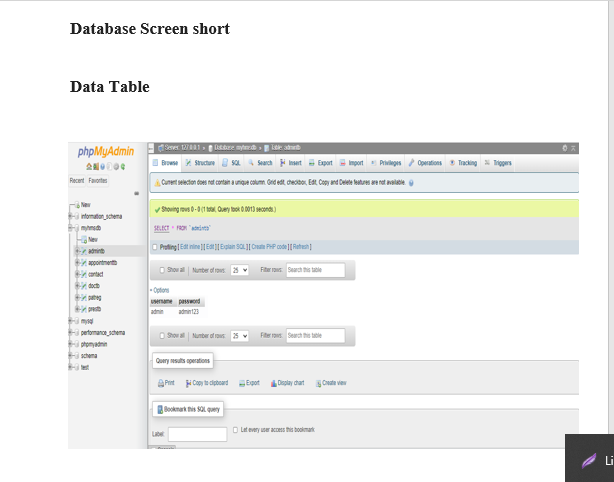 Database Screen short
Data Table
phpMyAdmin
Recent Favorites
New
information_schema
myhmsdb
New
admintb
appointmenttb
contact
doctb
patreg
prestb
mysql
performance_schema
phpmyadmin
schema
test
Server: 127.0.0.1 » Database: myhmsdb » Table: admintb
Browse Structure SQL Search Insert Export Import Privileges Operations Tracking Triggers
Current selection does not contain a unique column. Grid edit, checkbox, Edit, Copy and Delete features are not available.
Showing rows 0 - 0 (1 total, Query took 0.0013 seconds.)
SELECT * FROM `admintb`
Profiling [ Edit inline ] [ Edit ] [ Explain SQL ] [ Create PHP code ] [ Refresh ]
Show all Number of rows: 25 Filter rows: Search this table
+ Options
username password
admin admin123
Show all Number of rows: 25 Filter rows: Search this table
Query results operations
Print Copy to clipboard Export Display chart Create view
Bookmark this SQL query
Label: Let every user access this bookmark
Li